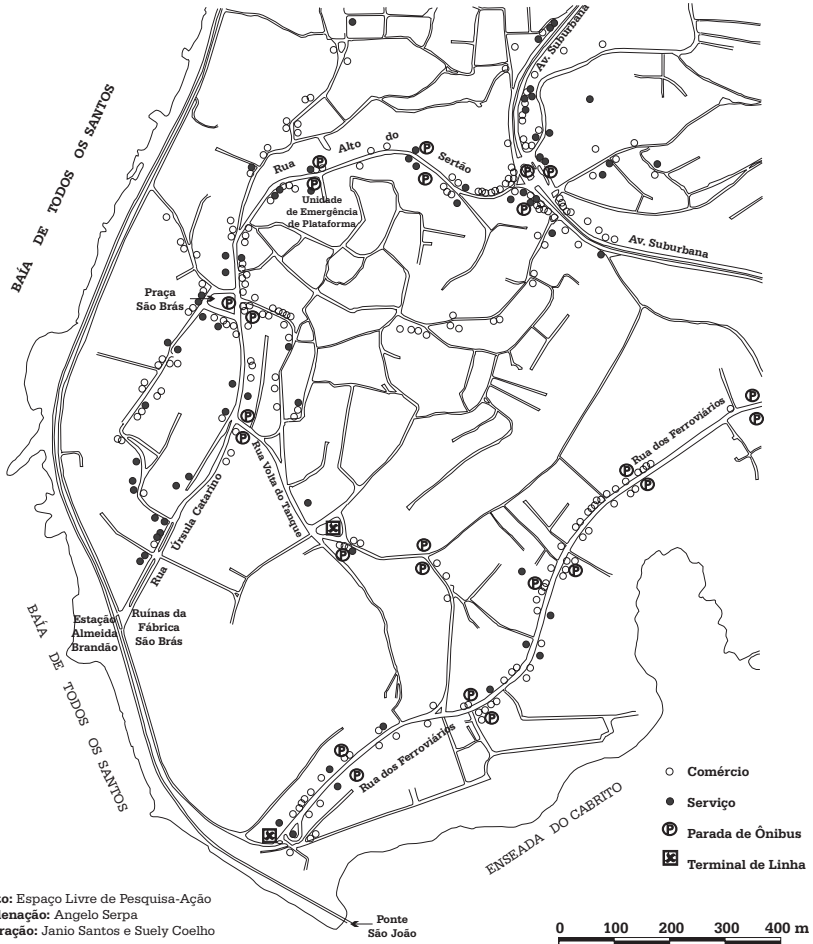 Av. Suburbana
BAÍA DE TODOS OS SANTOS
Rua Alto do Sertão
Unidade
de Emergência
de Plataforma
Av. Suburbana
Praça
São Brás
Rua dos Ferroviários
Rua Volta do Tanque
Rua Úrsula Catarino
Estação
Almeida
Brandão
Ruínas da
Fábrica
São Brás
BAÍA DE TODOS OS SANTOS
Rua dos Ferroviários
ENSEADA DO CABRITO
Comércio
Serviço
P Parada de Ônibus
Terminal de Linha
Espaço Livre de Pesquisa-Ação
Angelo Serpa
Janio Santos e Suely Coelho
Ponte
São João
0 100 200 300 400 m